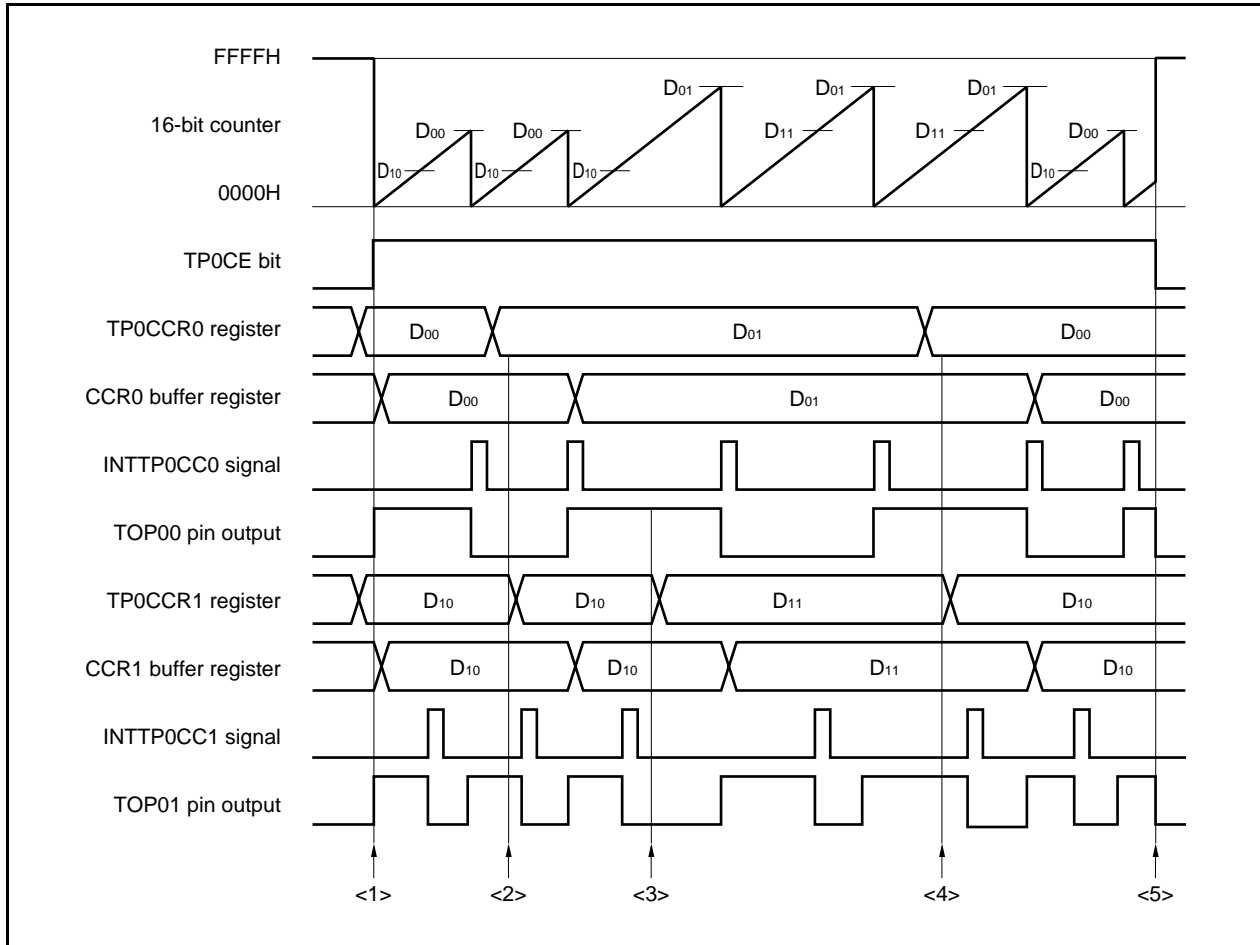 FFFFH
16-bit counter
0000H
D01 D01 D01
D00 D00 D11 D11 D00
D10 D10 D10 D10
TP0CE bit
TP0CCR0 register D00 D01 D00
CCR0 buffer register D00 D01 D00
INTTP0CC0 signal
TOP00 pin output
TP0CCR1 register D10 D10 D11 D10
CCR1 buffer register D10 D10 D11 D10
INTTP0CC1 signal
TOP01 pin output
<1> <2> <3> <4> <5>